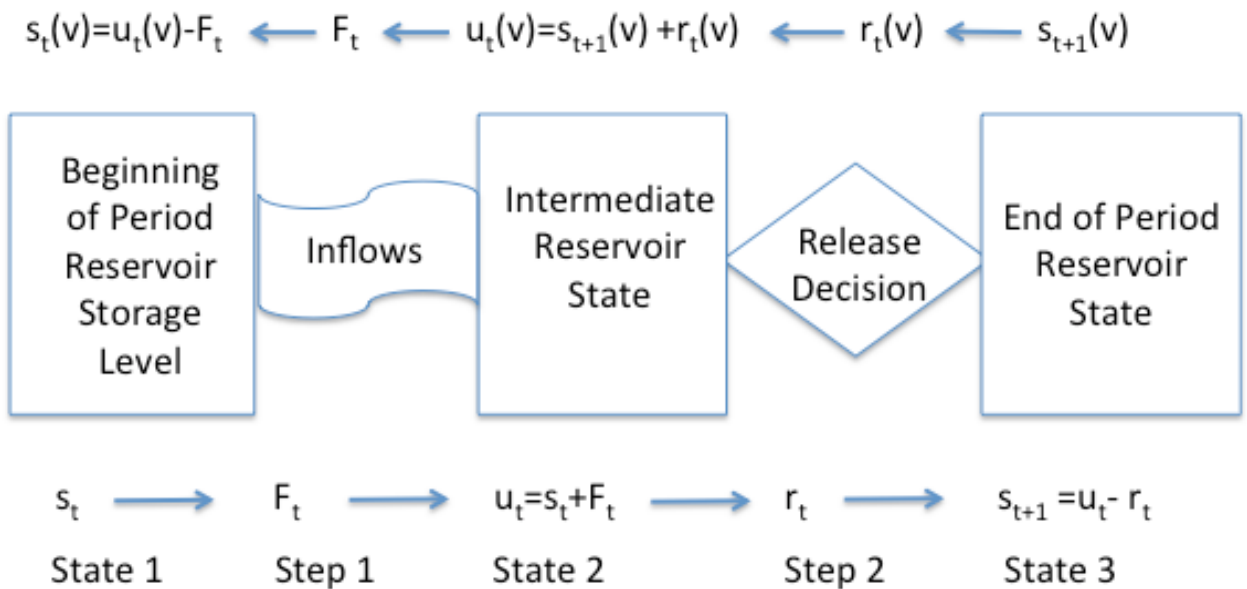 sₜ(v)=uₜ(v)-Fₜ ← Fₜ ← uₜ(v)=sₜ₊₁(v) +rₜ(v) ← rₜ(v) ← sₜ₊₁(v)
Beginning
of Period
Reservoir
Storage
Level
Inflows
Intermediate
Reservoir
State
Release
Decision
End of Period
Reservoir
State
sₜ → Fₜ → uₜ=sₜ+Fₜ → rₜ → sₜ₊₁ =uₜ- rₜ
State 1 Step 1 State 2 Step 2 State 3